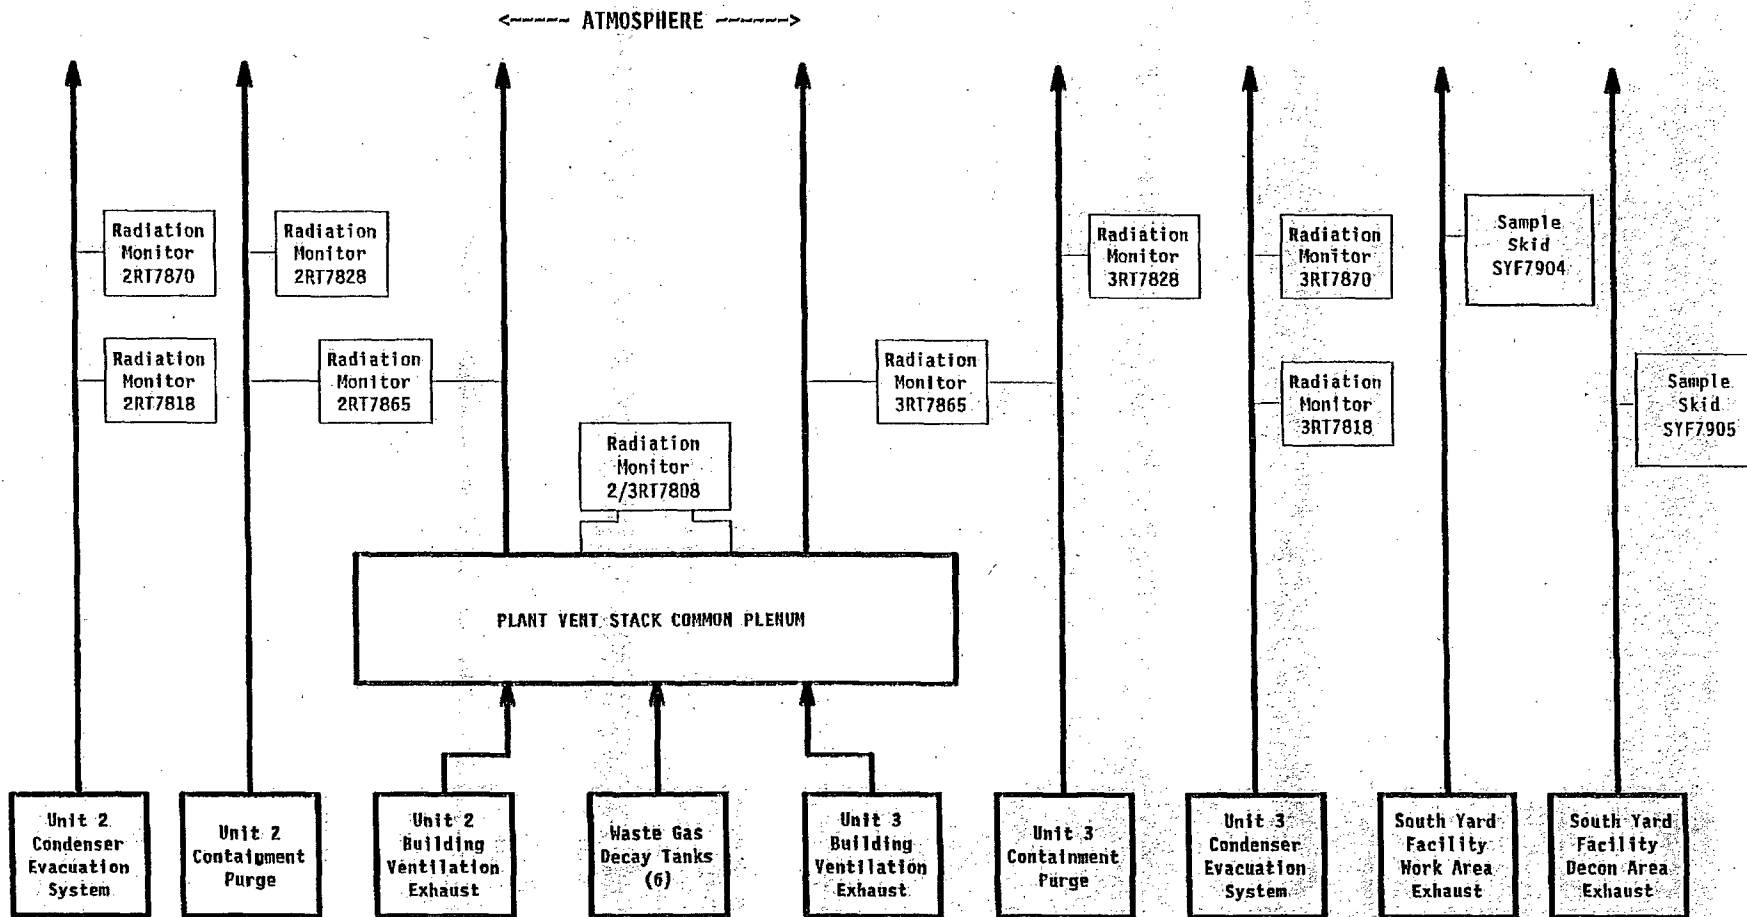 <----- ATMOSPHERE ----->
Radiation
Monitor
2RT7870
Radiation
Monitor
2RT7828
Radiation
Monitor
3RT7828
Radiation
Monitor
3RT7870
Sample
Skid
SYF7904
Radiation
Monitor
2RT7818
Radiation
Monitor
2RT7865
Radiation
Monitor
3RT7865
Radiation
Monitor
3RT7818
Sample
Skid
SYF7905
Radiation
Monitor
2/3RT7808
PLANT VENT STACK COMMON PLENUM
Unit 2
Condenser
Evacuation
System
Unit 2
Containment
Purge
Unit 2
Building
Ventilation
Exhaust
Waste Gas
Decay Tanks
(6)
Unit 3
Building
Ventilation
Exhaust
Unit 3
Containment
Purge
Unit 3
Condenser
Evacuation
System
South Yard
Facility
Work Area
Exhaust
South Yard
Facility
Decon Area
Exhaust